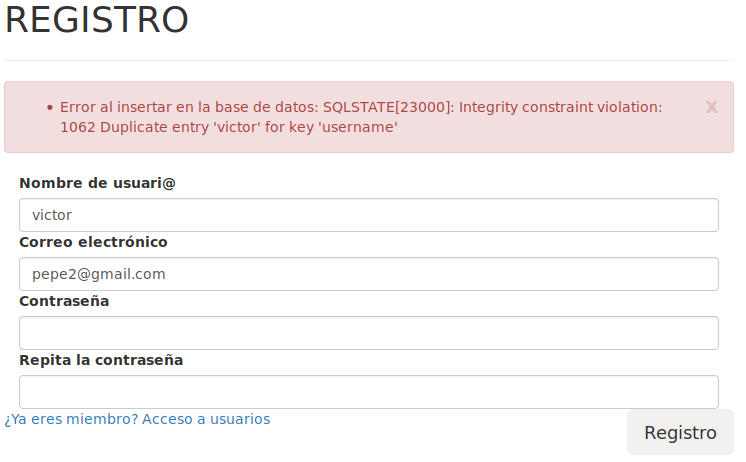 REGISTRO
• Error al insertar en la base de datos: SQLSTATE[23000]: Integrity constraint violation:
1062 Duplicate entry 'victor' for key 'username'
x
Nombre de usuari@
victor
Correo electrónico
pepe2@gmail.com
Contraseña
Repita la contraseña
¿Ya eres miembro? Acceso a usuarios
Registro